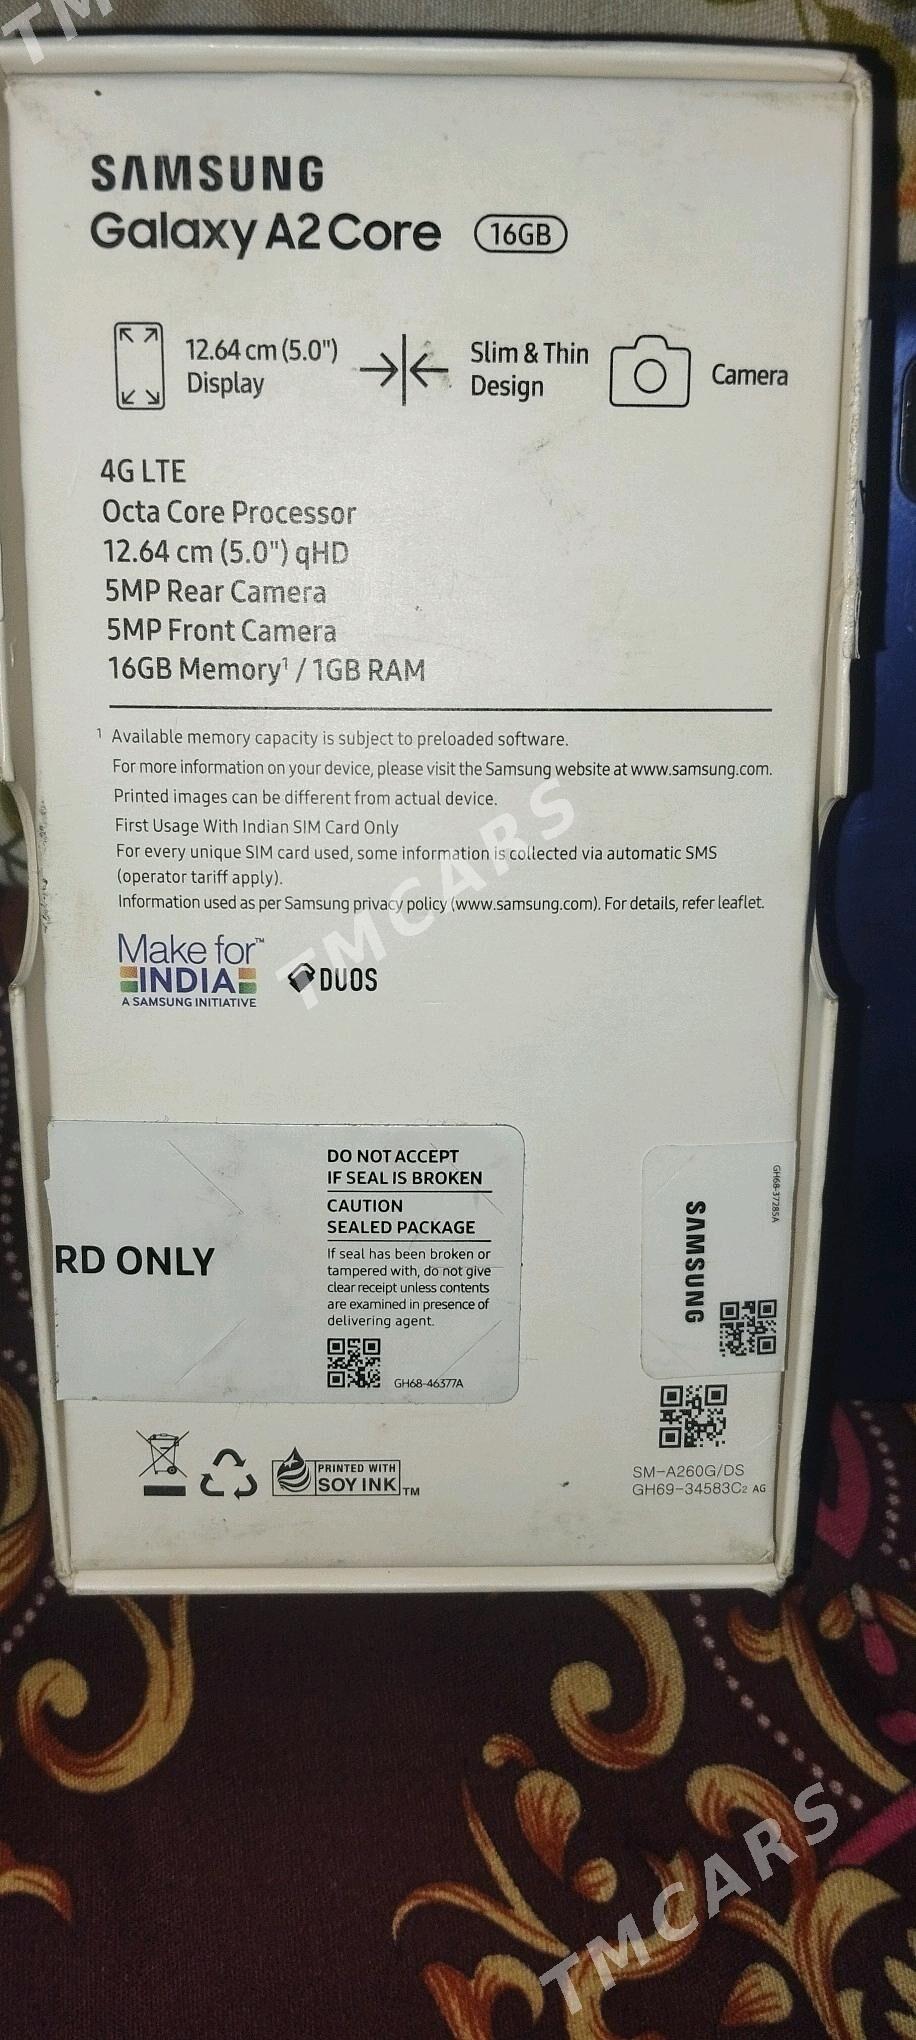 SAMSUNG
Galaxy A2 Core 16GB
12.64 cm (5.0")
Display
Slim & Thin
Design
Camera
4G LTE
Octa Core Processor
12.64 cm (5.0") qHD
5MP Rear Camera
5MP Front Camera
16GB Memory¹ / 1GB RAM
¹ Available memory capacity is subject to preloaded software.
For more information on your device, please visit the Samsung website at www.samsung.com.
Printed images can be different from actual device.
First Usage With Indian SIM Card Only
For every unique SIM card used, some information is collected via automatic SMS
(operator tariff apply).
Information used as per Samsung privacy policy (www.samsung.com). For details, refer leaflet.
Make for™
INDIA
A SAMSUNG INITIATIVE
DUOS
RD ONLY
DO NOT ACCEPT
IF SEAL IS BROKEN
CAUTION
SEALED PACKAGE
If seal has been broken or
tampered with, do not give
clear receipt unless contents
are examined in presence of
delivering agent.
GH68-46377A
SAMSUNG
GH68-37285A
PRINTED WITH
SOY INK™
SM-A260G/DS
GH69-34583C2 AG
TM
TMCARS
TMCARS